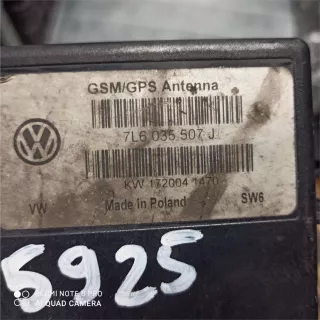 GSM/GPS Antenna
7L6 035 507 J
KW 172004 1470
VW Made in Poland SW6
5925
REDMI NOTE 8 PRO
AI QUAD CAMERA